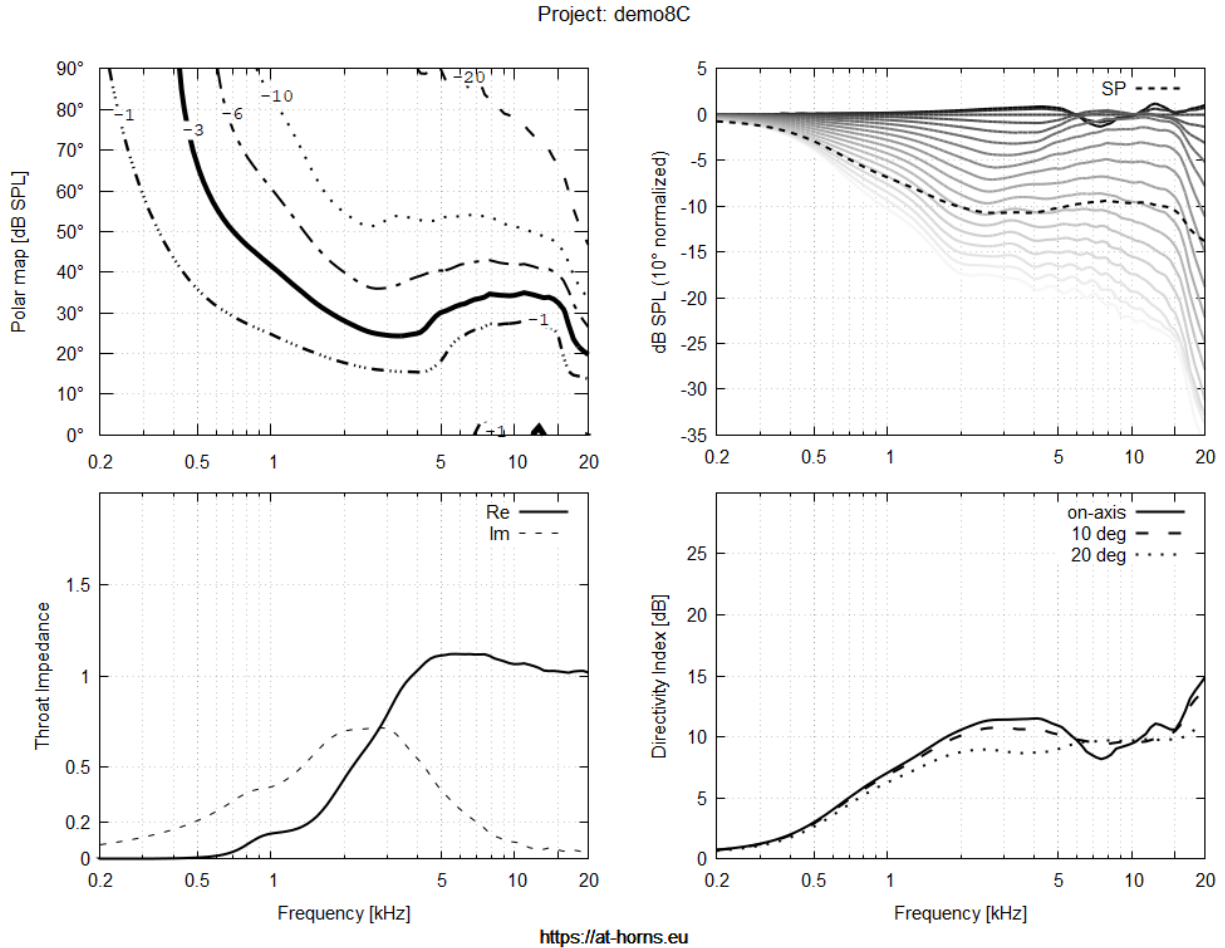 Project: demo8C
90°
80°
70°
60°
50°
40°
30°
20°
10°
0°
Polar map [dB SPL]
-1
-3
-6
-10
-20
-1
-1
0.2 0.5 1 5 10 20
5
0
-5
-10
-15
-20
-25
-30
-35
dB SPL (10° normalized)
SP
0.2 0.5 1 5 10 20
Re
Im
1.5
1
0.5
0.2
0
Throat Impedance
0.2 0.5 1 5 10 20
Frequency [kHz]
on-axis
10 deg
20 deg
25
20
15
10
5
0
Directivity Index [dB]
0.2 0.5 1 5 10 20
Frequency [kHz]
https://at-horns.eu